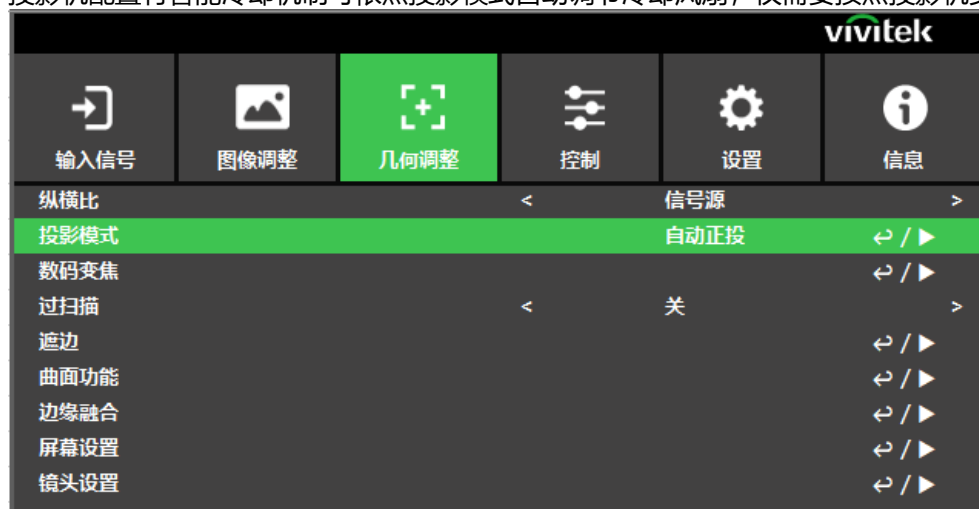 vivitek
输入信号 图像调整 几何调整 控制 设置 信息
纵横比 < 信号源 >
投影模式 自动正投 /
数码变焦 /
过扫描 < 关 >
遮边 /
曲面功能 /
边缘融合 /
屏幕设置 /
镜头设置 /